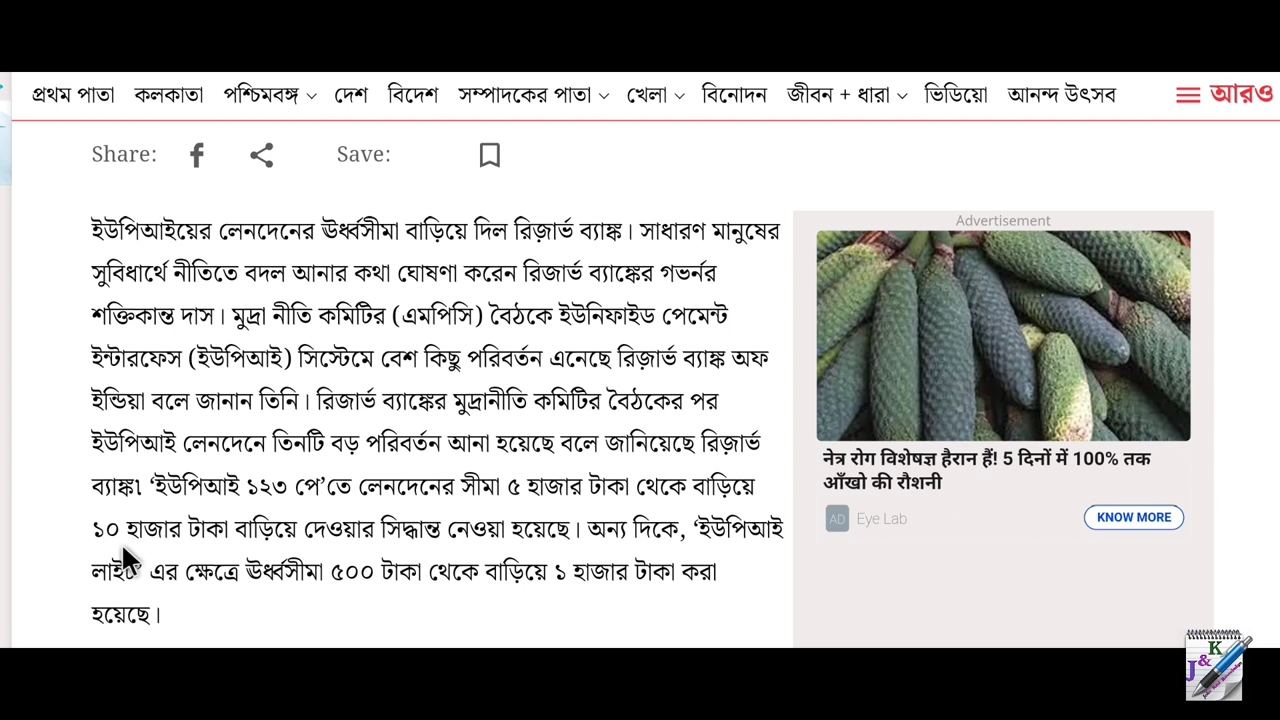 প্রথম পাতা কলকাতা পশ্চিমবঙ্গ দেশ বিদেশ সম্পাদকের পাতা খেলা বিনোদন জীবন + ধারা ভিডিয়ো আনন্দ উৎসব আরও
Share: Save:
ইউপিআইয়ের লেনদেনের ঊর্ধ্বসীমা বাড়িয়ে দিল রিজ়ার্ভ ব্যাঙ্ক। সাধারণ মানুষের
সুবিধার্থে নীতিতে বদল আনার কথা ঘোষণা করেন রিজার্ভ ব্যাঙ্কের গভর্নর
শক্তিকান্ত দাস। মুদ্রা নীতি কমিটির (এমপিসি) বৈঠকে ইউনিফাইড পেমেন্ট
ইন্টারফেস (ইউপিআই) সিস্টেমে বেশ কিছু পরিবর্তন এনেছে রিজ়ার্ভ ব্যাঙ্ক অফ
ইন্ডিয়া বলে জানান তিনি। রিজার্ভ ব্যাঙ্কের মুদ্রানীতি কমিটির বৈঠকের পর
ইউপিআই লেনদেনে তিনটি বড় পরিবর্তন আনা হয়েছে বলে জানিয়েছে রিজ়ার্ভ
ব্যাঙ্ক৷ ‘ইউপিআই ১২৩ পে’তে লেনদেনের সীমা ৫ হাজার টাকা থেকে বাড়িয়ে
১০ হাজার টাকা বাড়িয়ে দেওয়ার সিদ্ধান্ত নেওয়া হয়েছে। অন্য দিকে, ‘ইউপিআই
এর ক্ষেত্রে ঊর্ধ্বসীমা ৫০০ টাকা থেকে বাড়িয়ে ১ হাজার টাকা করা
হয়েছে।
Advertisement
नेत्र रोग विशेषज्ञ हैरान हैं! 5 दिनों में 100% तक
आँखो की रौशनी
AD Eye Lab KNOW MORE
J&K